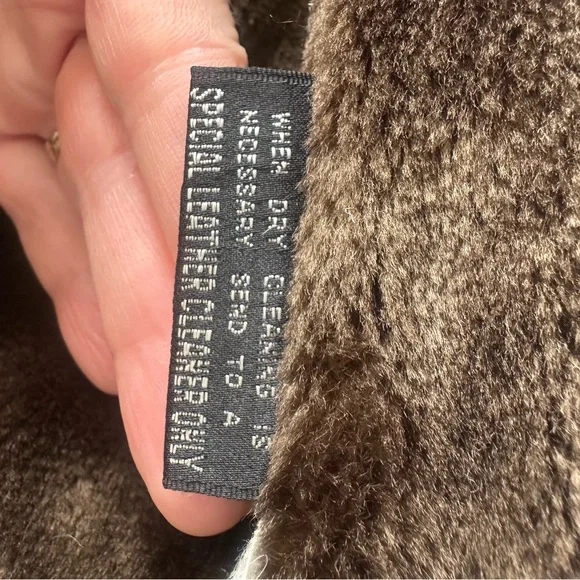 WHEN DRY CLEANING IS
NECESSARY SEND TO A
SPECIAL LEATHER CLEANER ONLY